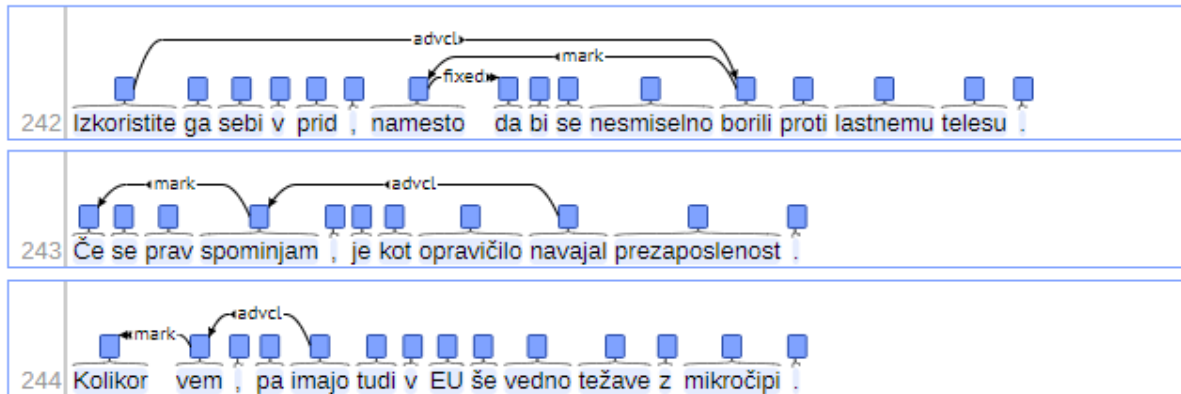 advcl
mark
fixed
242 Izkoristite ga sebi v prid , namesto da bi se nesmiselno borili proti lastnemu telesu .
mark advcl
243 Če se prav spominjam , je kot opravičilo navajal prezaposlenost .
mark advcl
244 Kolikor vem , pa imajo tudi v EU še vedno težave z mikročipi .